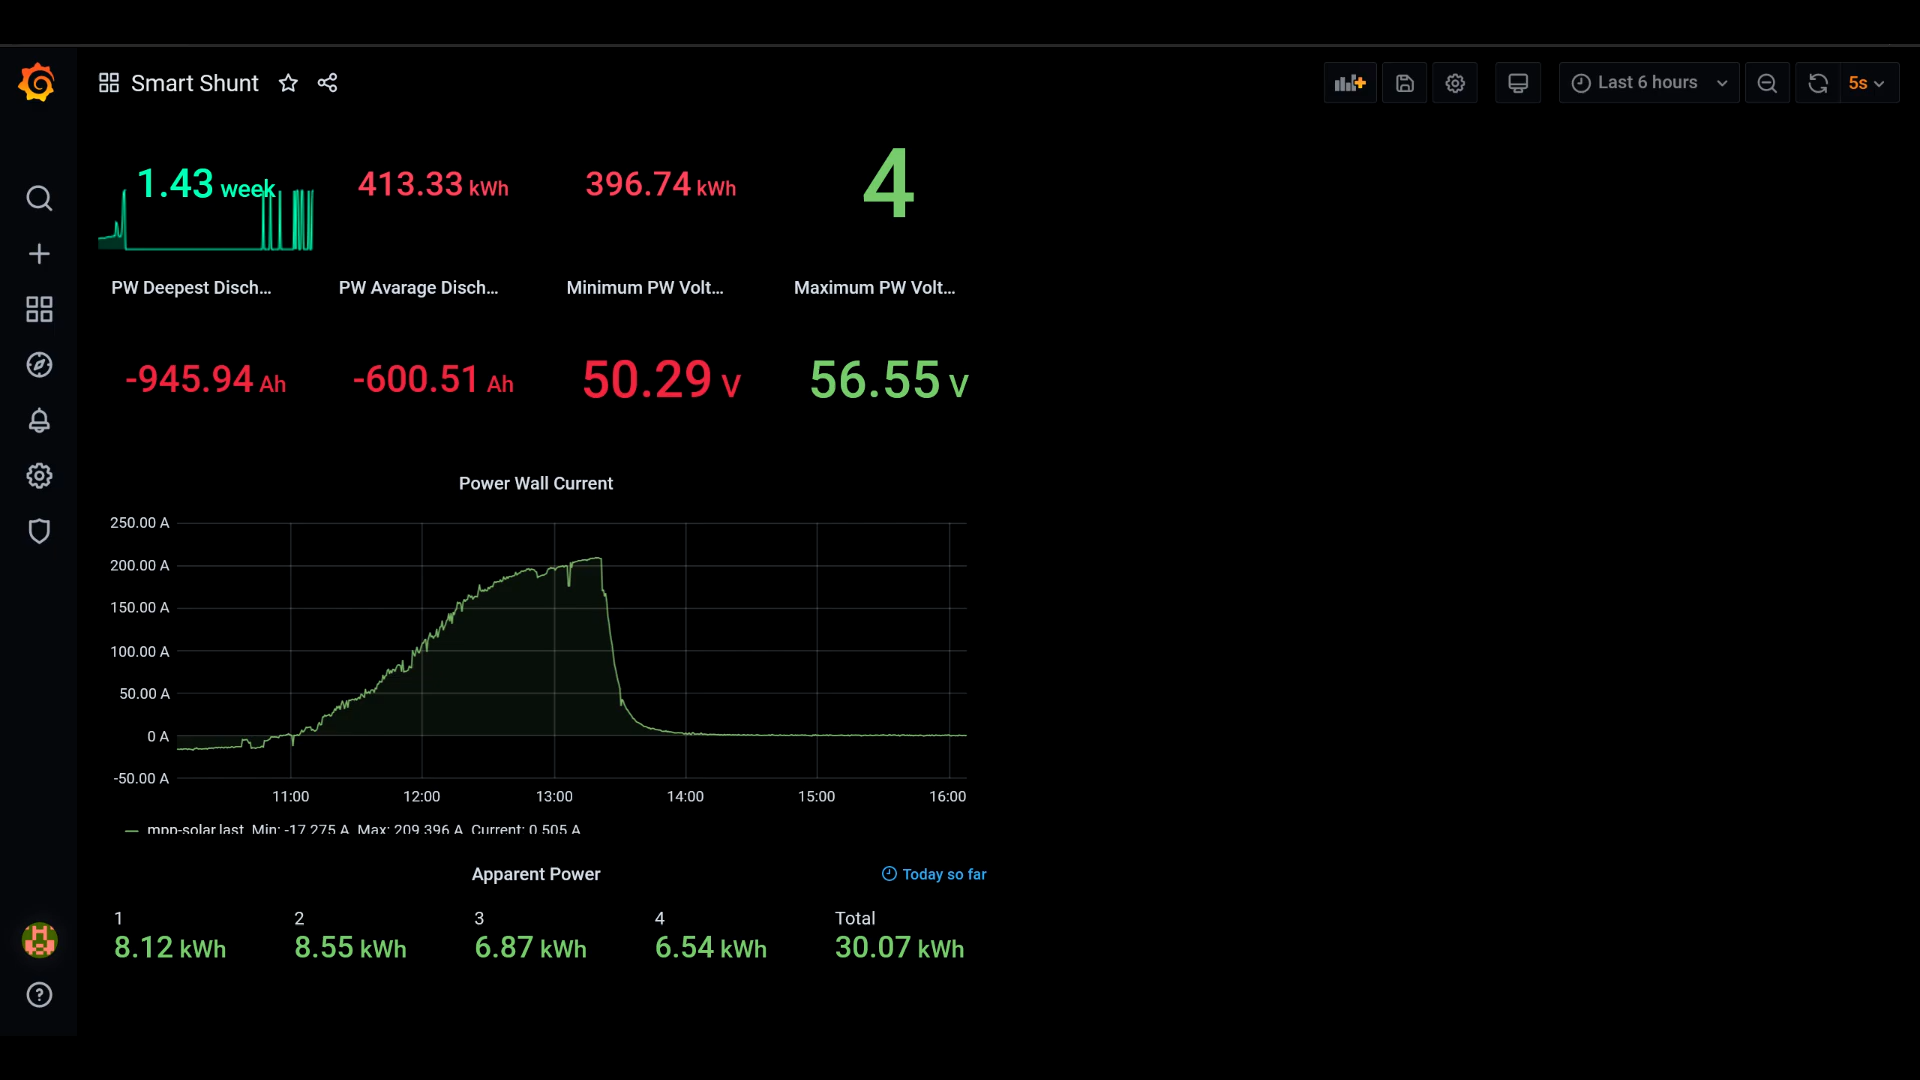 Smart Shunt
Last 6 hours
5s
1.43 week
413.33 kWh
396.74 kWh
4
PW Deepest Disch...
PW Avarage Disch...
Minimum PW Volt...
Maximum PW Volt...
-945.94 Ah
-600.51 Ah
50.29 V
56.55 V
Power Wall Current
250.00 A
200.00 A
150.00 A
100.00 A
50.00 A
0 A
-50.00 A
11:00
12:00
13:00
14:00
15:00
16:00
mpp-solar.last Min: -17.275 A Max: 209.396 A Current: 0.505 A
Apparent Power
Today so far
1
8.12 kWh
2
8.55 kWh
3
6.87 kWh
4
6.54 kWh
Total
30.07 kWh